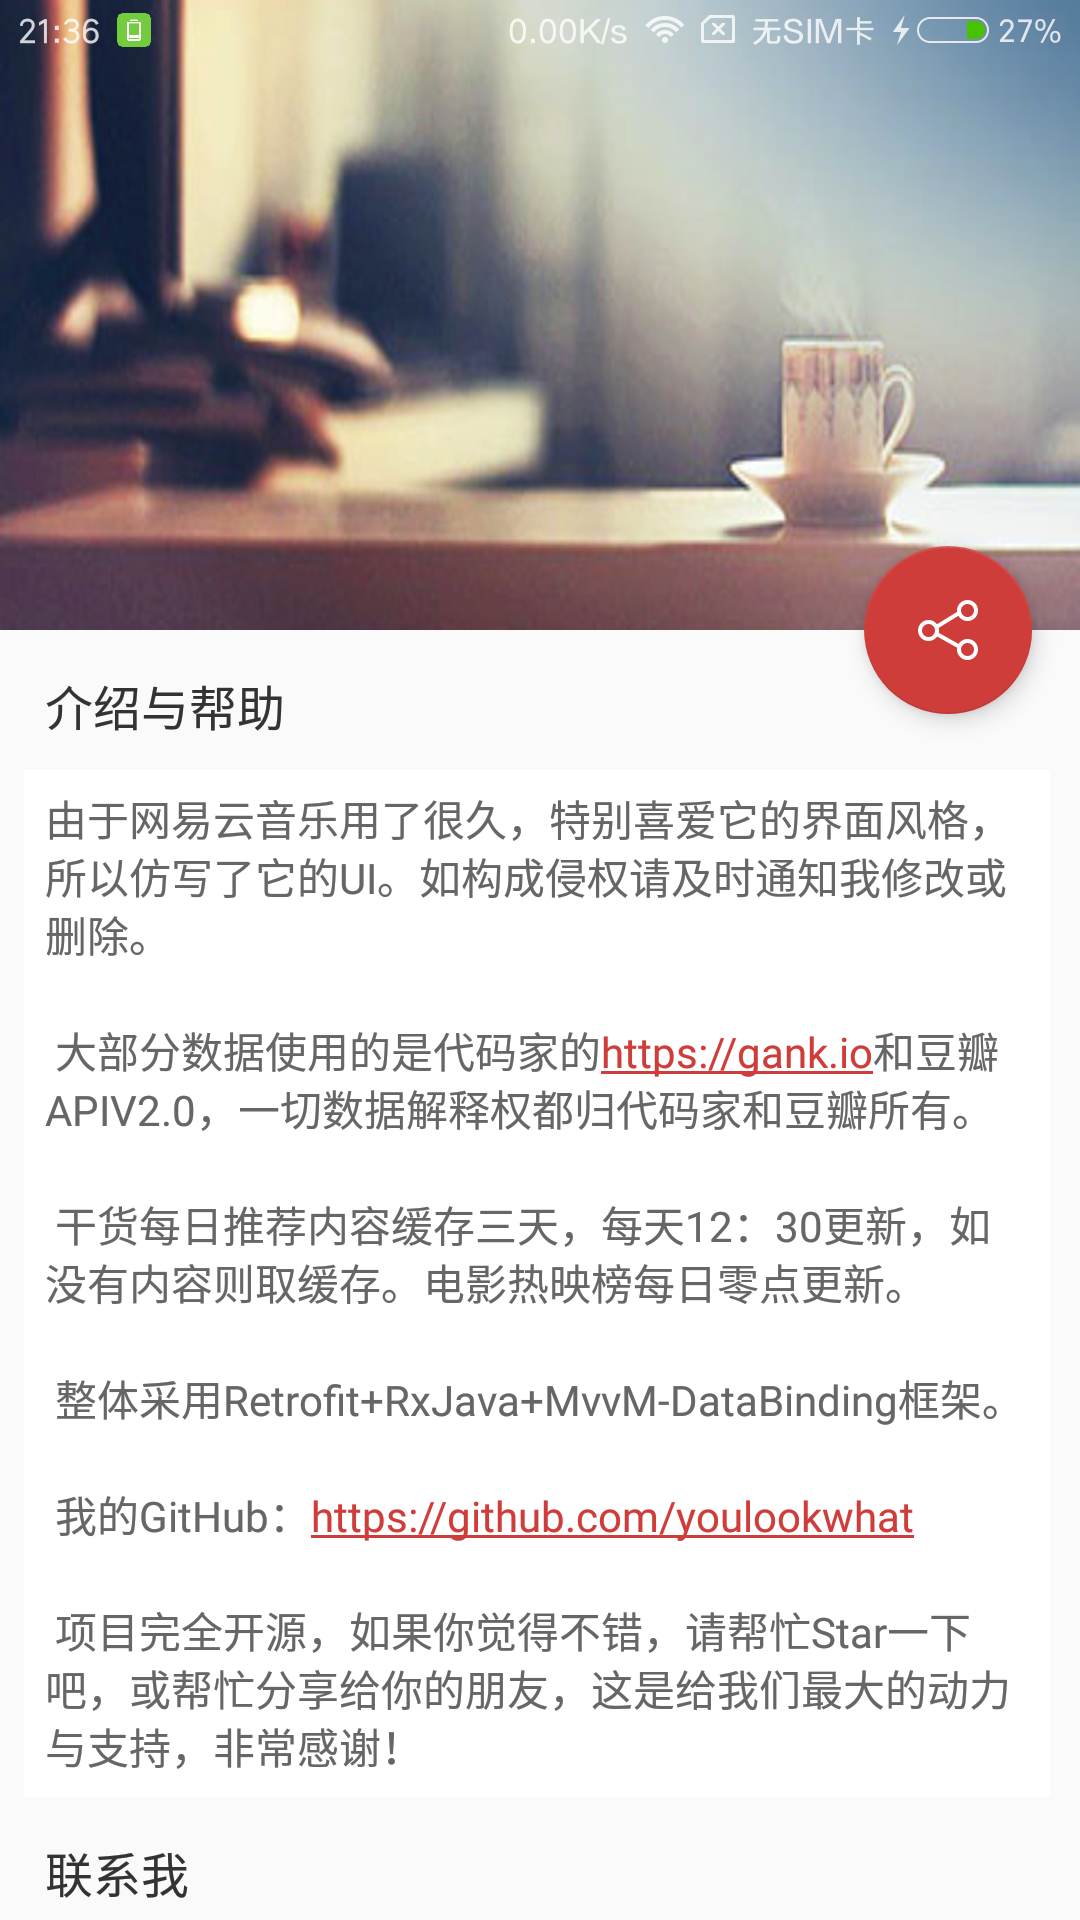 21:36 0.00K/s 无SIM卡 27%
介绍与帮助
由于网易云音乐用了很久，特别喜爱它的界面风格，
所以仿写了它的UI。如构成侵权请及时通知我修改或
删除。
大部分数据使用的是代码家的https://gank.io和豆瓣
APIV2.0，一切数据解释权都归代码家和豆瓣所有。
干货每日推荐内容缓存三天，每天12：30更新，如
没有内容则取缓存。电影热映榜每日零点更新。
整体采用Retrofit+RxJava+MvvM-DataBinding框架。
我的GitHub：https://github.com/youlookwhat
项目完全开源，如果你觉得不错，请帮忙Star一下
吧，或帮忙分享给你的朋友，这是给我们最大的动力
与支持，非常感谢！
联系我